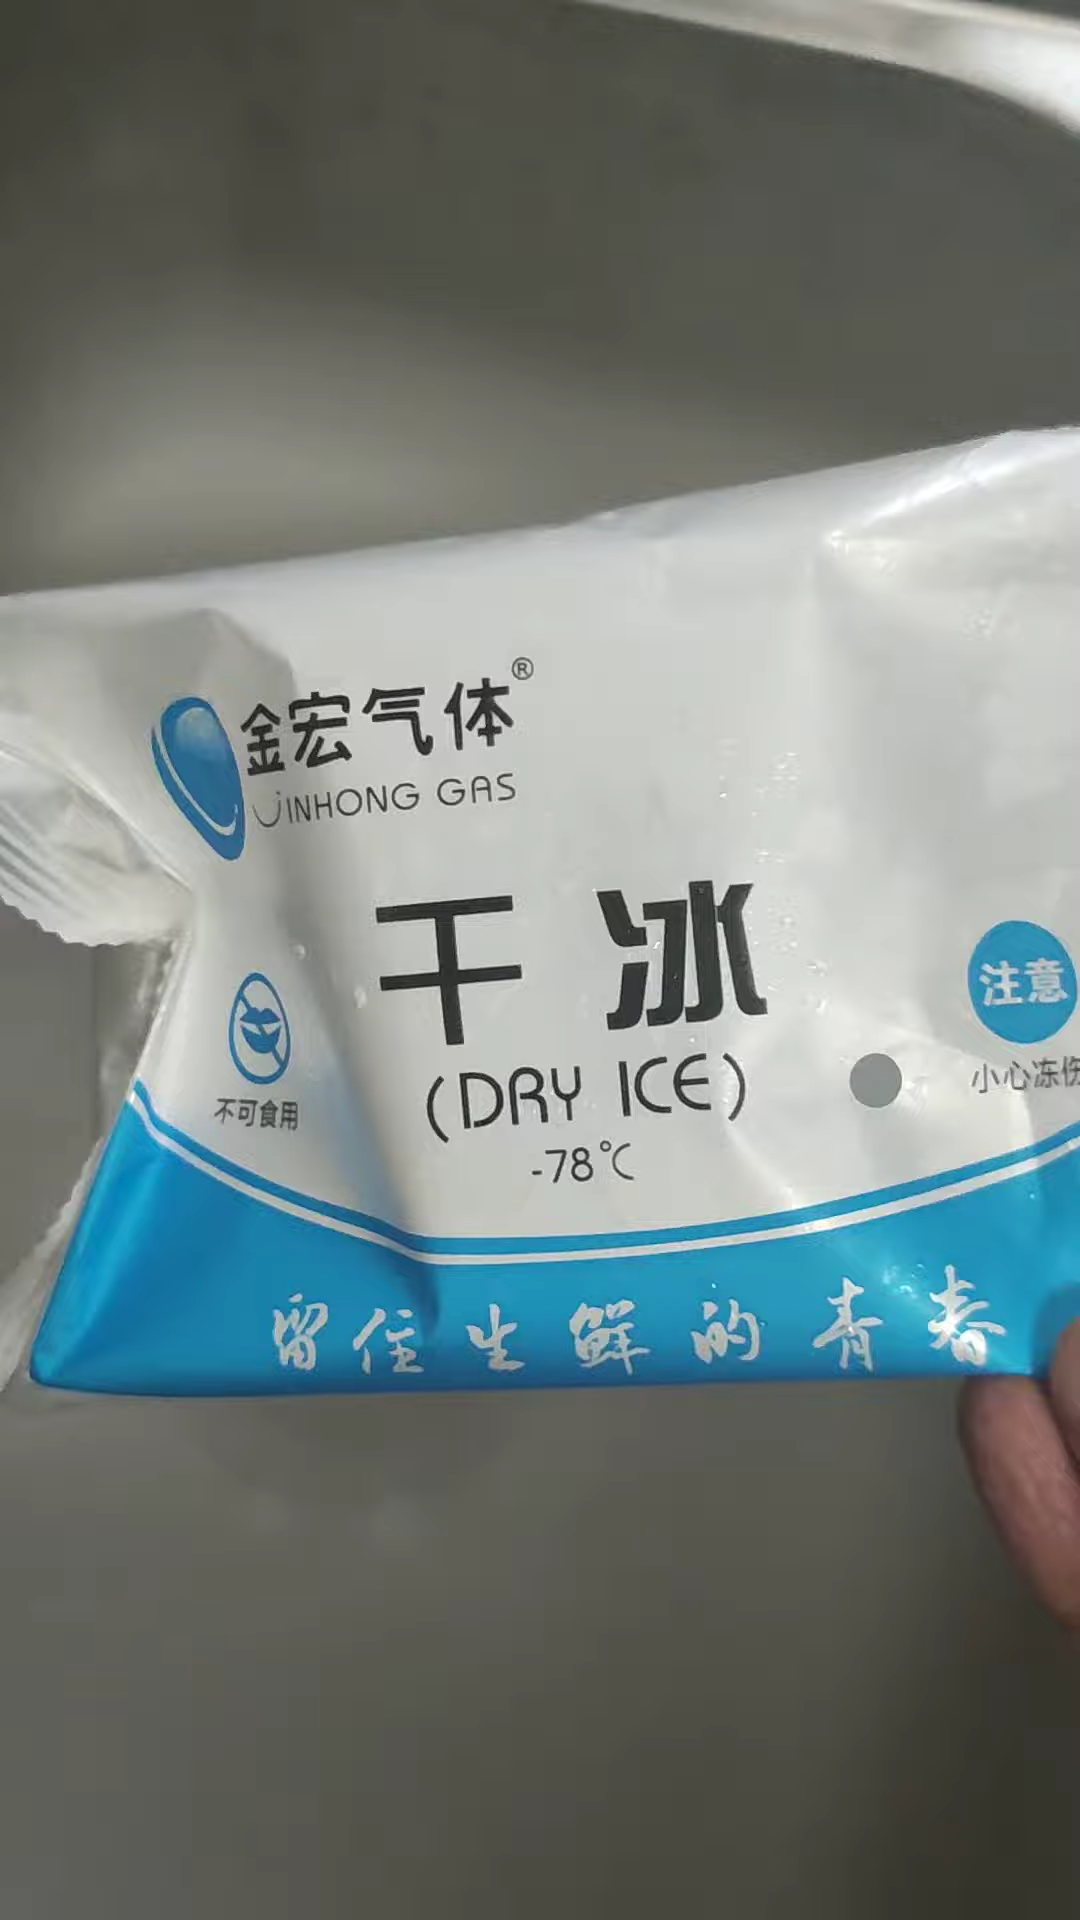 金宏气体®
JINHONG GAS
干冰
(DRY ICE)
-78℃
不可食用
注意
小心冻伤
留住生鲜的青春